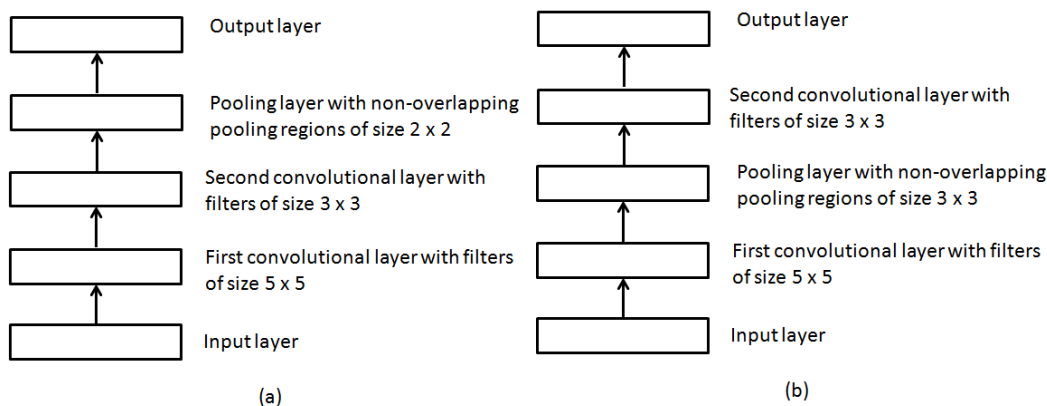 Output layer
Pooling layer with non-overlapping
pooling regions of size 2 x 2
Second convolutional layer with
filters of size 3 x 3
First convolutional layer with filters
of size 5 x 5
Input layer
(a)
Output layer
Second convolutional layer with
filters of size 3 x 3
Pooling layer with non-overlapping
pooling regions of size 3 x 3
First convolutional layer with filters
of size 5 x 5
Input layer
(b)